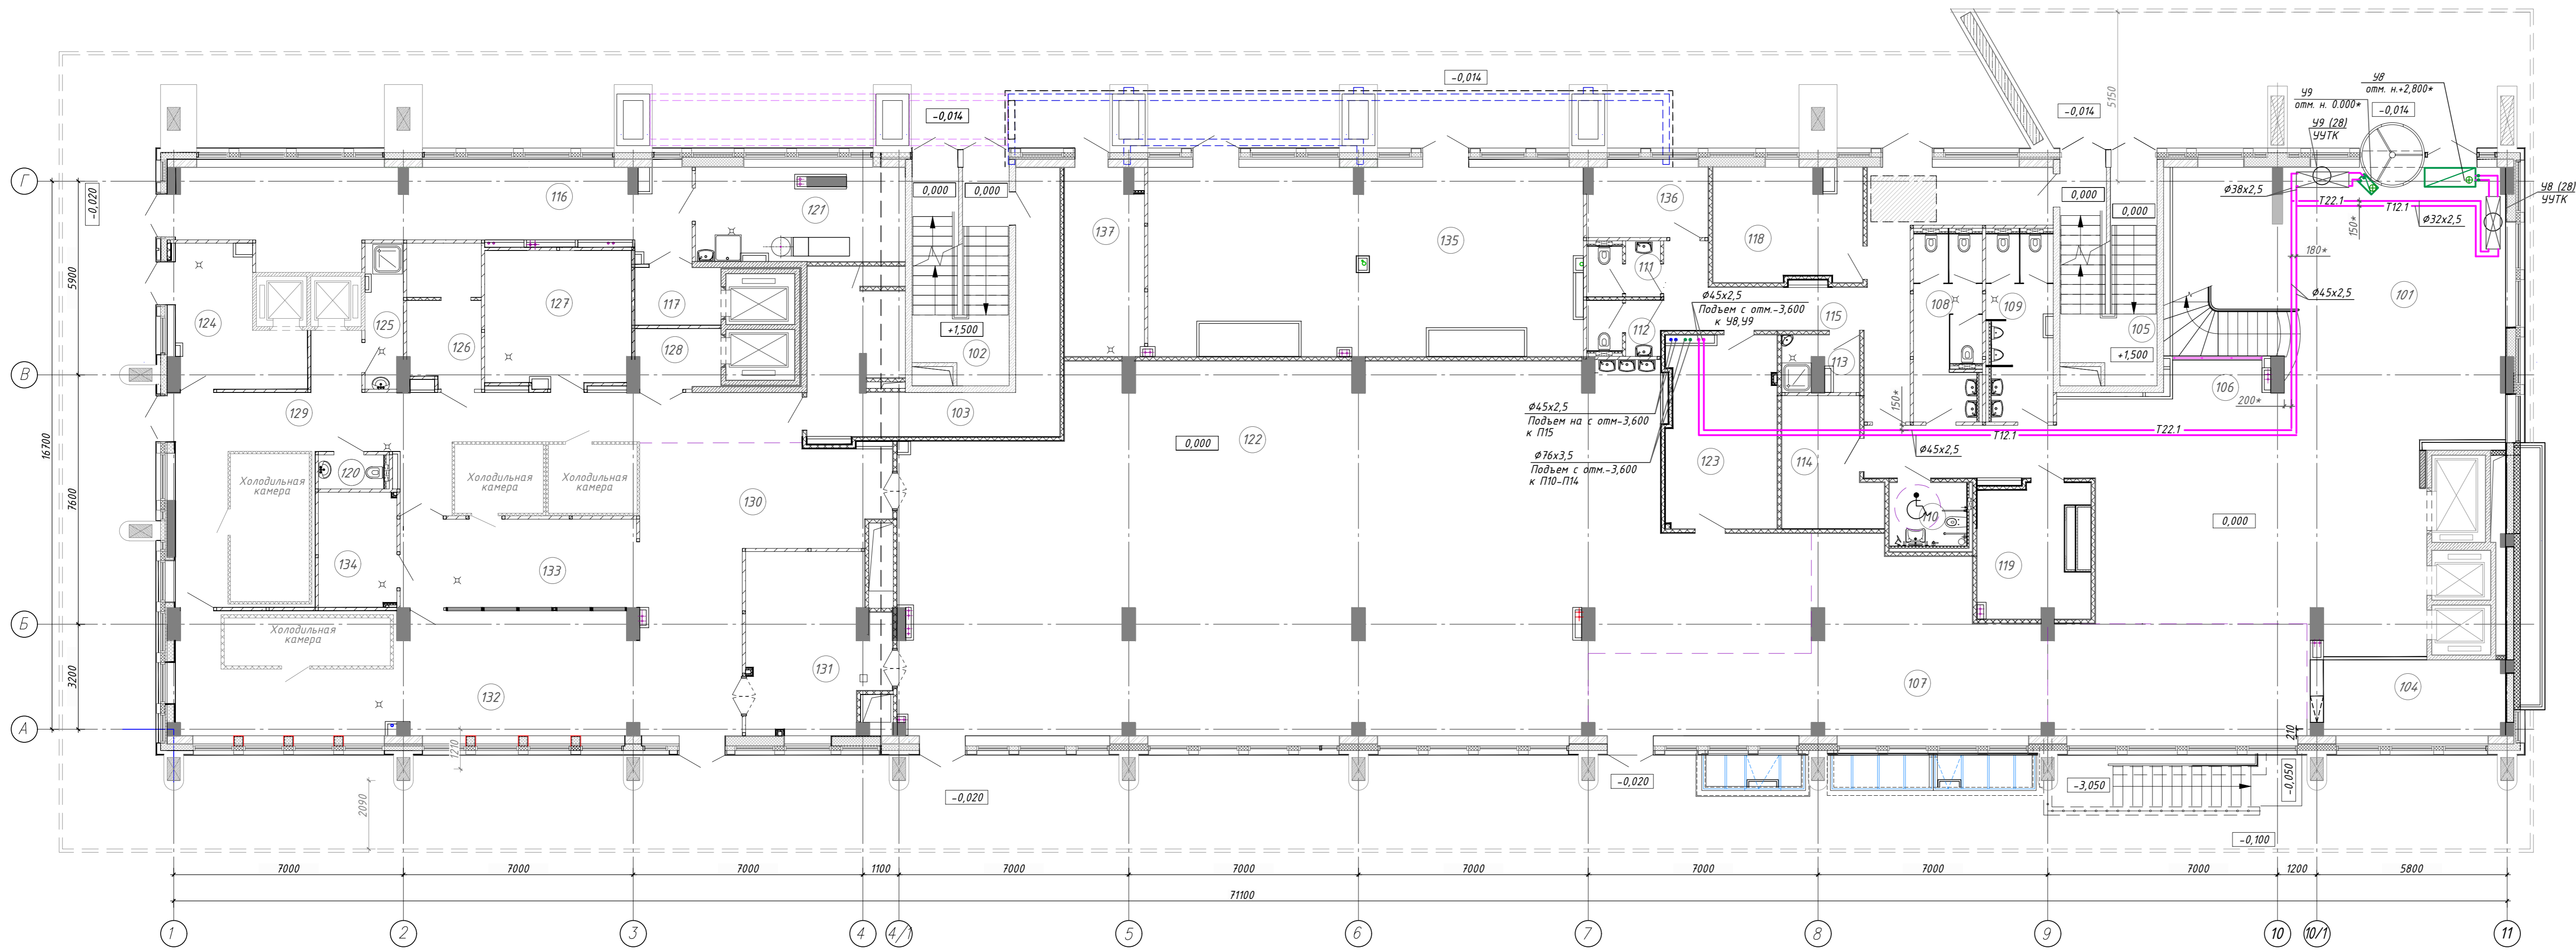 -0,014
-0,014
5150
-0,014
У8
отм. н.+2,800*
У9
отм. н. 0.000*
-0,014
У9 (28)
УУТК
У8 (28)
УУТК
Г
-0,020
116
121
0,000
0,000
137
135
136
118
0,000
0,000
Ø38х2,5
Т22.1
150*
Т12.1
Ø32х2,5
180*
5900
124
125
126
127
117
128
+1,500
102
103
111
112
Ø45х2,5
Подъем с отм.-3,600
к У8,У9
115
113
108
109
105
+1,500
Ø45х2,5
101
106
200*
150*
В
129
Ø45х2,5
Подъем на с отм-3,600
к П15
Ø76х3,5
Подъем с отм.-3,600
к П10-П14
122
0,000
Т22.1
Т12.1
Ø45х2,5
16700
7600
120
Холодильная
камера
Холодильная
камера
Холодильная
камера
130
123
114
М0
0,000
134
133
119
Б
Холодильная
камера
3200
132
131
107
104
А
1210
2090
210
-0,020
-0,020
-3,050
-0,050
-0,100
7000
7000
7000
1100
7000
7000
7000
7000
7000
7000
1200
5800
71100
1
2
3
4
4/1
5
6
7
8
9
10
10/1
11